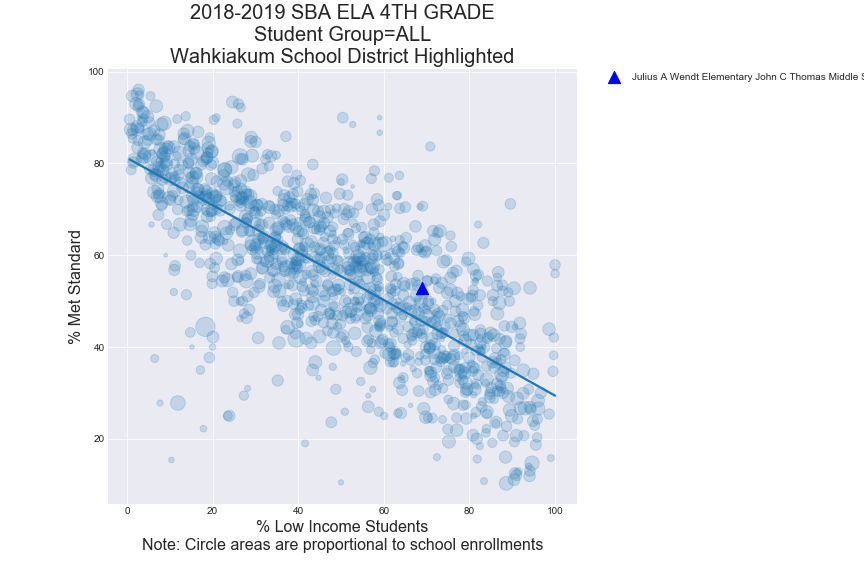 2018-2019 SBA ELA 4TH GRADE
Student Group=ALL
Wahkiakum School District Highlighted
Julius A Wendt Elementary John C Thomas Middle S
100
80
60
40
20
% Met Standard
0 20 40 60 80 100
% Low Income Students
Note: Circle areas are proportional to school enrollments